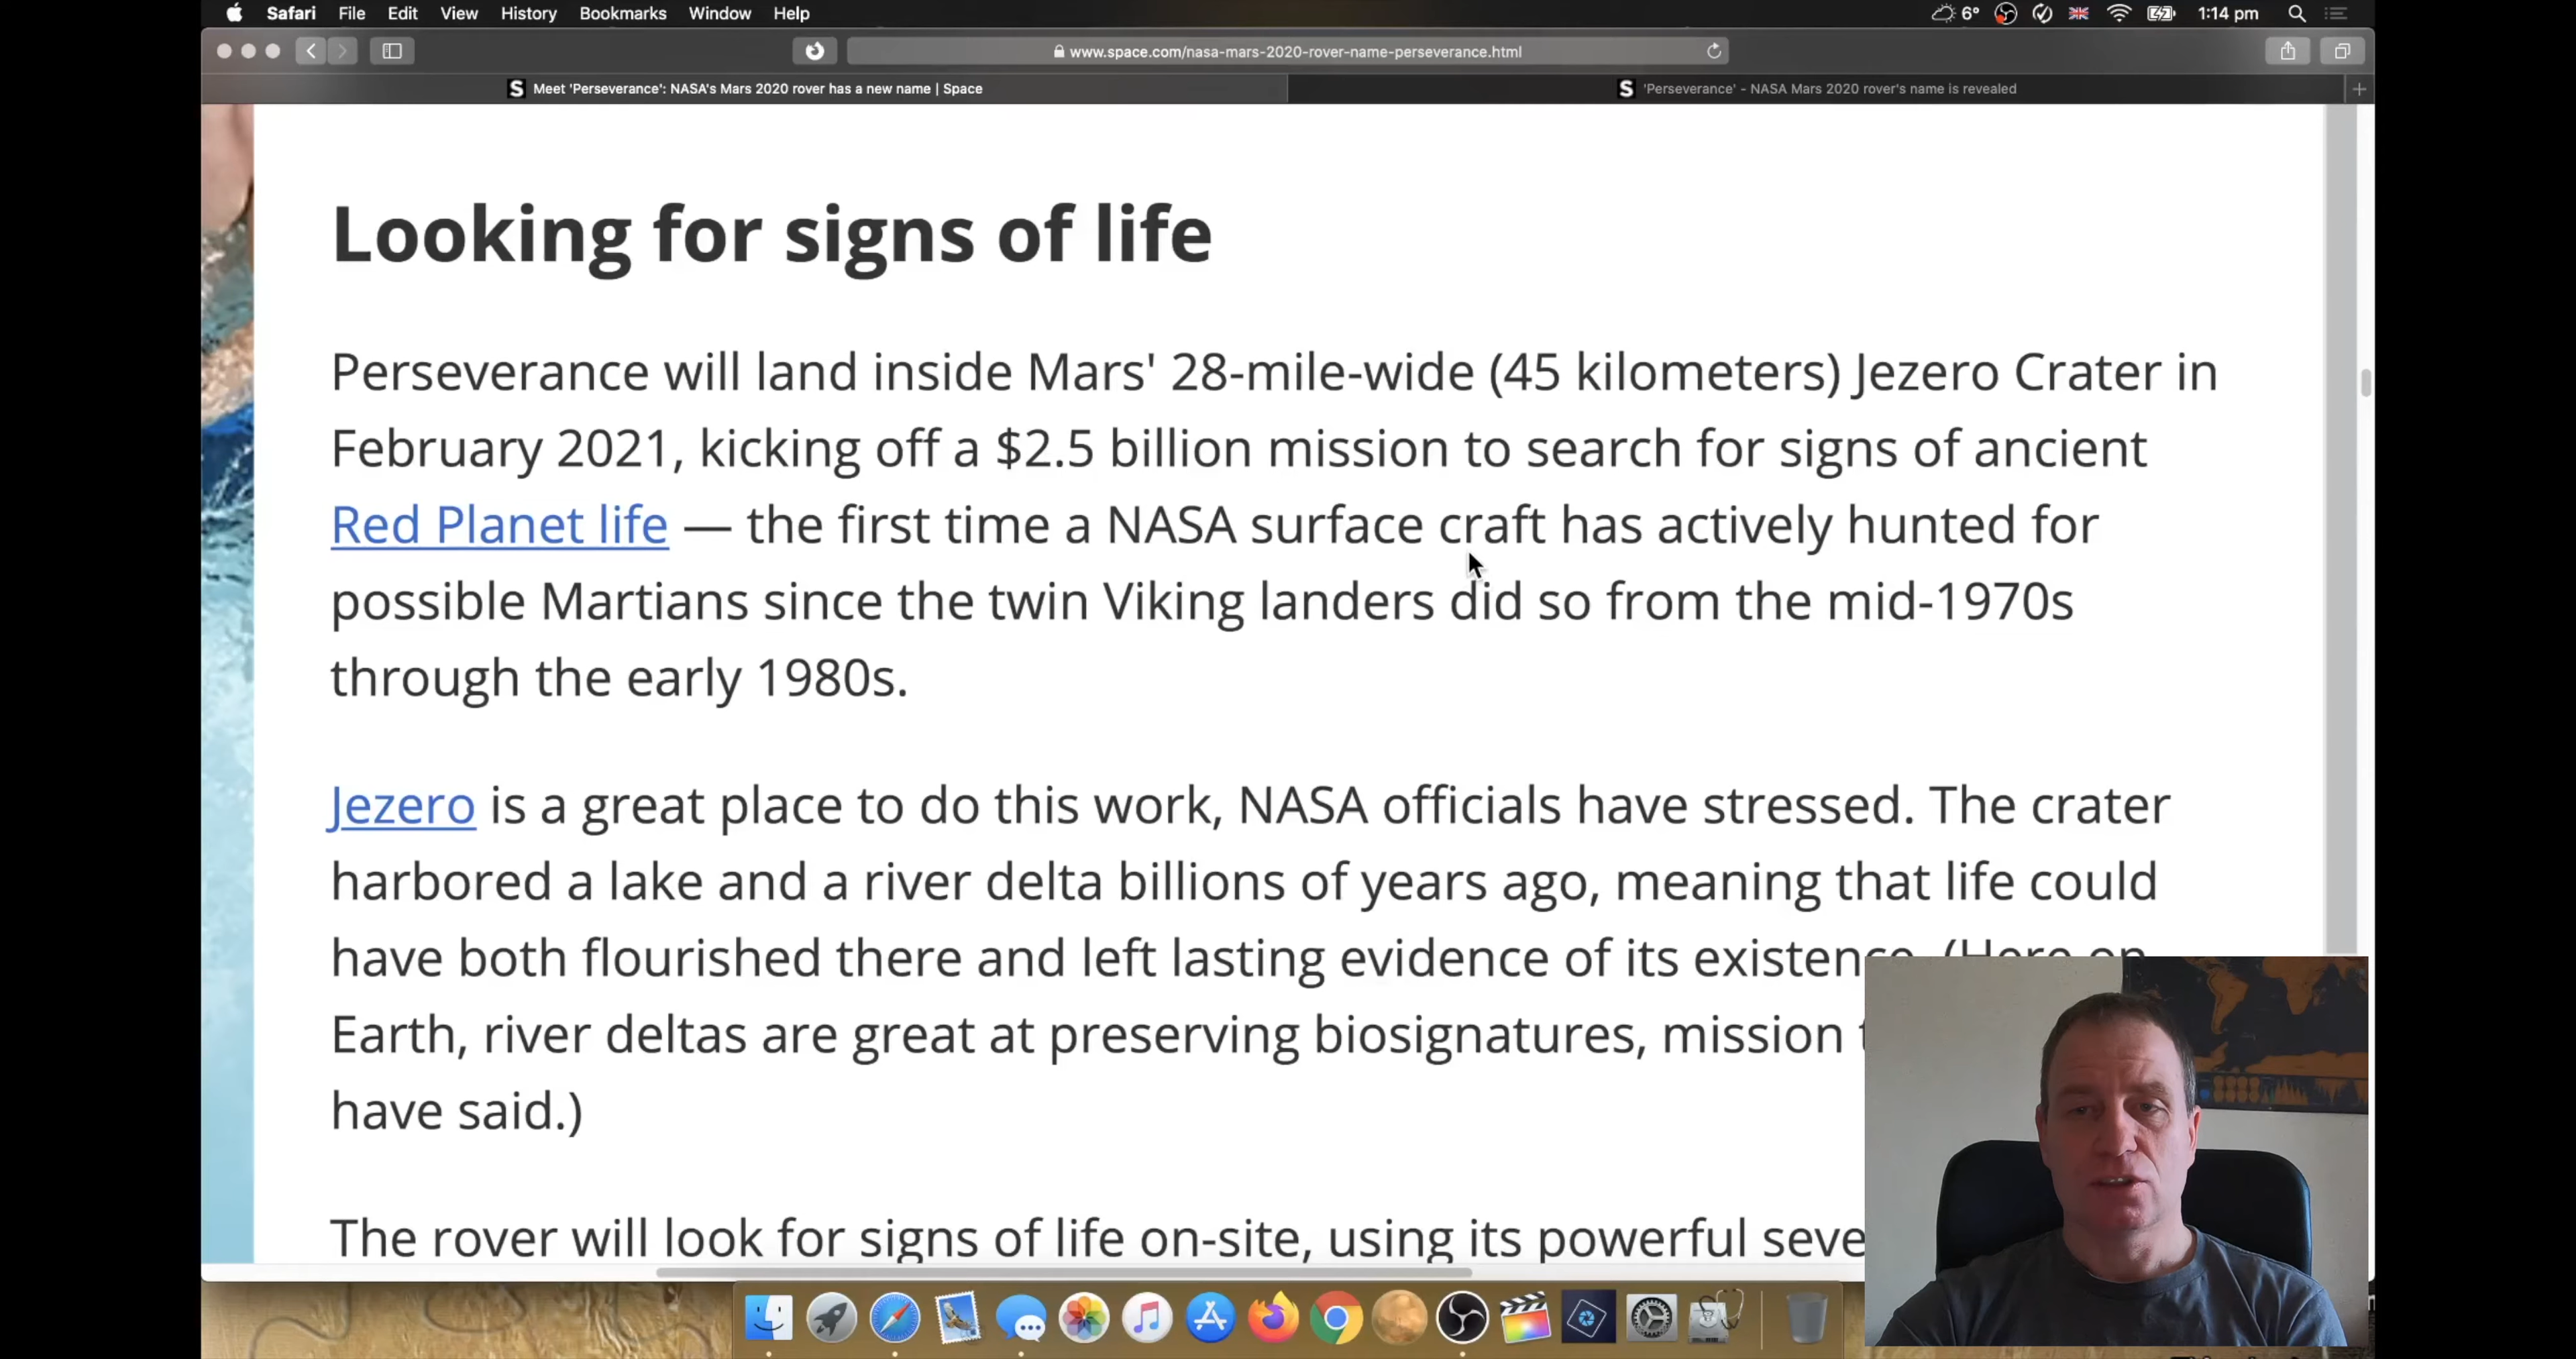 Safari File Edit View History Bookmarks Window Help 6° 1:14 pm
www.space.com/nasa-mars-2020-rover-name-perseverance.html
S Meet 'Perseverance': NASA's Mars 2020 rover has a new name | Space
S 'Perseverance' - NASA Mars 2020 rover's name is revealed
Looking for signs of life
Perseverance will land inside Mars' 28-mile-wide (45 kilometers) Jezero Crater in
February 2021, kicking off a $2.5 billion mission to search for signs of ancient
Red Planet life — the first time a NASA surface craft has actively hunted for
possible Martians since the twin Viking landers did so from the mid-1970s
through the early 1980s.
Jezero is a great place to do this work, NASA officials have stressed. The crater
harbored a lake and a river delta billions of years ago, meaning that life could
have both flourished there and left lasting evidence of its existence. (Here on
Earth, river deltas are great at preserving biosignatures, mission
have said.)
The rover will look for signs of life on-site, using its powerful seve